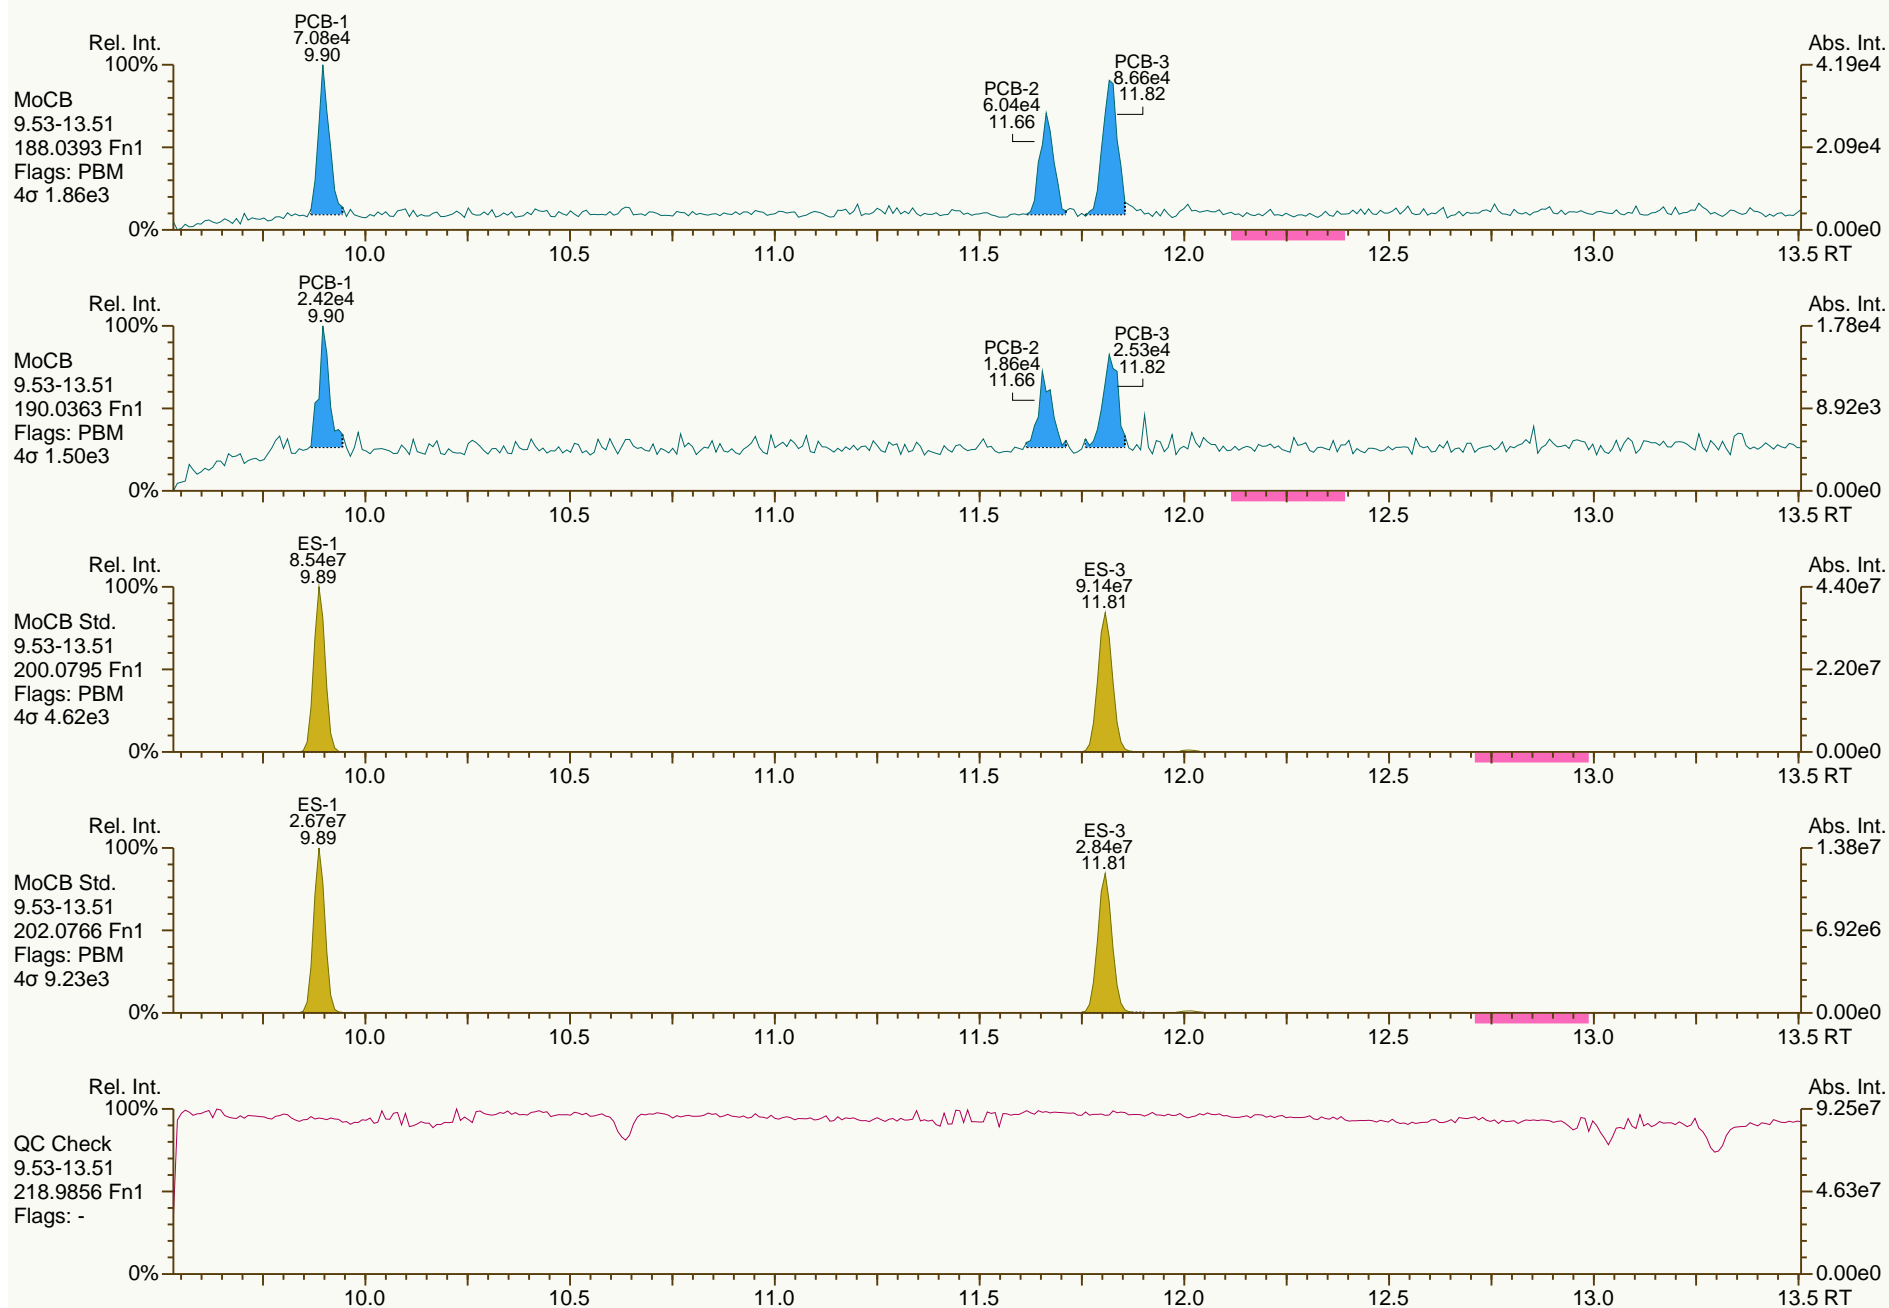 PCB-1
7.08e4
9.90
Rel. Int.
Abs. Int.
100%
4.19e4
PCB-2
6.04e4
11.66
PCB-3
8.66e4
11.82
MoCB
9.53-13.51
188.0393 Fn1
Flags: PBM
4σ 1.86e3
2.09e4
0%
0.00e0
10.0 10.5 11.0 11.5 12.0 12.5 13.0 13.5 RT
PCB-1
2.42e4
9.90
Rel. Int.
Abs. Int.
100%
1.78e4
PCB-2
1.86e4
11.66
PCB-3
2.53e4
11.82
MoCB
9.53-13.51
190.0363 Fn1
Flags: PBM
4σ 1.50e3
8.92e3
0%
0.00e0
10.0 10.5 11.0 11.5 12.0 12.5 13.0 13.5 RT
ES-1
8.54e7
9.89
Rel. Int.
Abs. Int.
100%
4.40e7
ES-3
9.14e7
11.81
MoCB Std.
9.53-13.51
200.0795 Fn1
Flags: PBM
4σ 4.62e3
2.20e7
0%
0.00e0
10.0 10.5 11.0 11.5 12.0 12.5 13.0 13.5 RT
ES-1
2.67e7
9.89
Rel. Int.
Abs. Int.
100%
1.38e7
ES-3
2.84e7
11.81
MoCB Std.
9.53-13.51
202.0766 Fn1
Flags: PBM
4σ 9.23e3
6.92e6
0%
0.00e0
10.0 10.5 11.0 11.5 12.0 12.5 13.0 13.5 RT
Rel. Int.
Abs. Int.
100%
9.25e7
QC Check
9.53-13.51
218.9856 Fn1
Flags: -
4.63e7
0%
0.00e0
10.0 10.5 11.0 11.5 12.0 12.5 13.0 13.5 RT